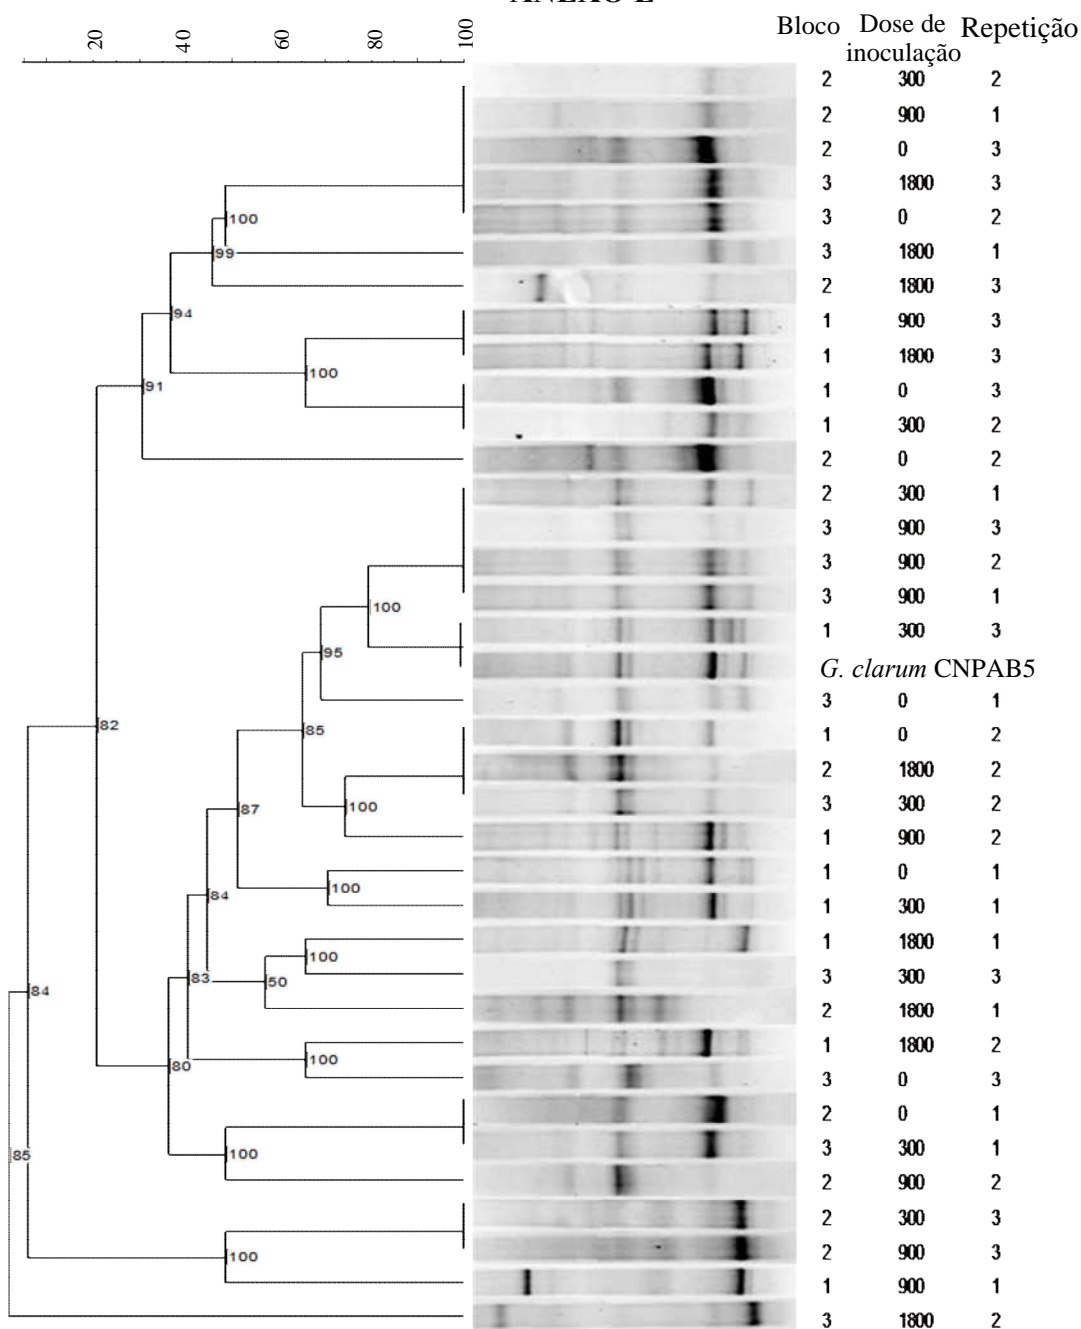 ANEXO E
20 40 60 80 100
Bloco Dose de inoculação Repetição
2 300 2
2 900 1
2 0 3
3 1800 3
3 0 2
100
3 1800 1
99
2 1800 3
94
1 900 3
1 1800 3
100
91
1 0 3
1 300 2
2 0 2
2 300 1
3 900 3
3 900 2
3 900 1
100
1 300 3
95
G. clarum CNPAB5
3 0 1
82
85
1 0 2
2 1800 2
3 300 2
87
100
1 900 2
1 0 1
100
84
1 300 1
1 1800 1
100
83
50
3 300 3
84
2 1800 1
1 1800 2
100
80
3 0 3
2 0 1
3 300 1
85
100
2 900 2
2 300 3
2 900 3
100
1 900 1
3 1800 2